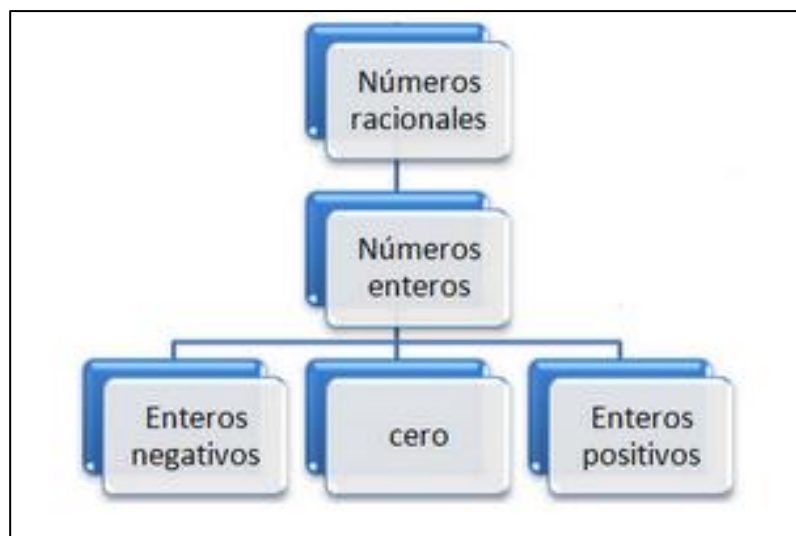 Números
racionales
Números
enteros
Enteros
negativos
cero
Enteros
positivos